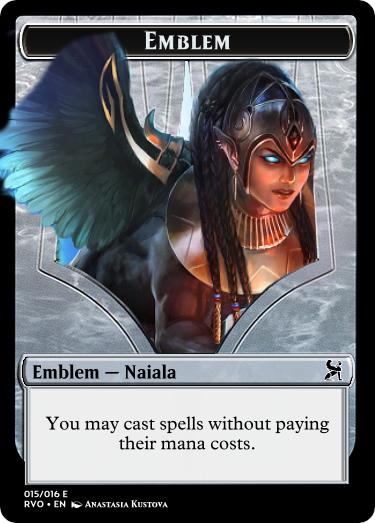 EMBLEM
Emblem — Naiala
You may cast spells without paying
their mana costs.
015/016 E
RVO • EN Anastasia Kustova